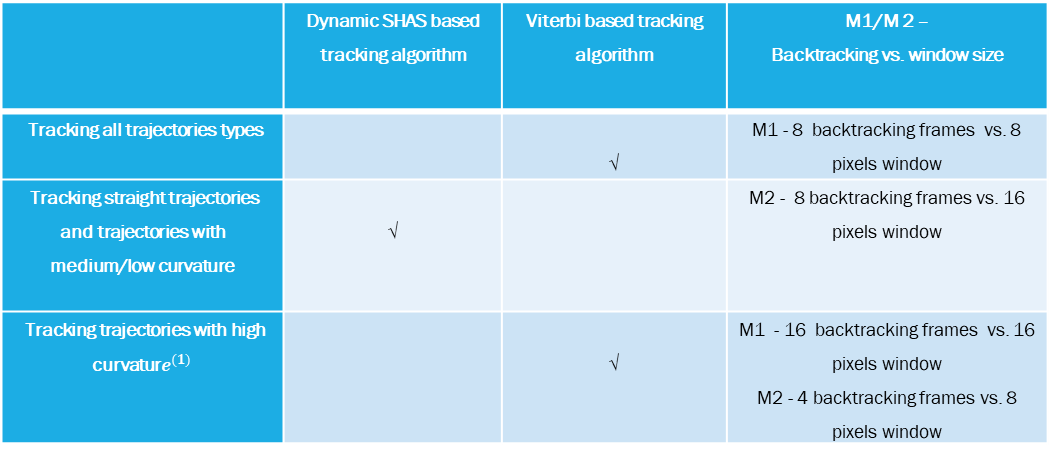 Dynamic SHAS based
tracking algorithm
Viterbi based tracking
algorithm
M1/M 2 –
Backtracking vs. window size
Tracking all trajectories types
√
M1 - 8 backtracking frames vs. 8
pixels window
Tracking straight trajectories
and trajectories with
medium/low curvature
√
M2 - 8 backtracking frames vs. 16
pixels window
Tracking trajectories with high
curvature⁽¹⁾
√
M1 - 16 backtracking frames vs. 16
pixels window
M2 - 4 backtracking frames vs. 8
pixels window